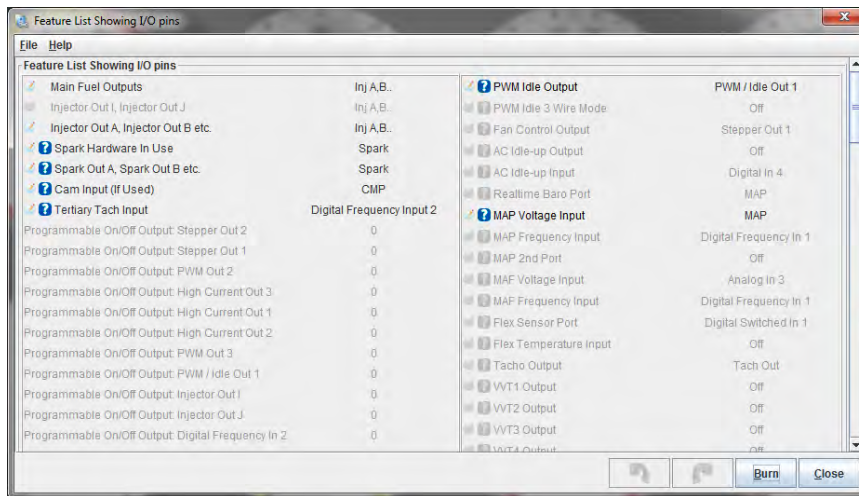 Feature List Showing I/O pins
File Help
Feature List Showing I/O pins
Main Fuel Outputs Inj A,B..
Injector Out I, Injector Out J Inj A,B..
Injector Out A, Injector Out B etc. Inj A,B..
Spark Hardware In Use Spark
Spark Out A, Spark Out B etc. Spark
Cam Input (If Used) CMP
Tertiary Tach Input Digital Frequency Input 2
Programmable On/Off Output: Stepper Out 2 0
Programmable On/Off Output: Stepper Out 1 0
Programmable On/Off Output: PWM Out 2 0
Programmable On/Off Output: High Current Out 3 0
Programmable On/Off Output: High Current Out 1 0
Programmable On/Off Output: High Current Out 2 0
Programmable On/Off Output: PWM Out 3 0
Programmable On/Off Output: PWM / Idle Out 1 0
Programmable On/Off Output: Injector Out I 0
Programmable On/Off Output: Injector Out J 0
Programmable On/Off Output: Digital Frequency In 2 0
PWM Idle Output PWM / Idle Out 1
PWM Idle 3 Wire Mode Off
Fan Control Output Stepper Out 1
AC Idle-up Output Off
AC Idle-up Input Digital In 4
Realtime Baro Port MAP
MAP Voltage Input MAP
MAP Frequency Input Digital Frequency In 1
MAP 2nd Port Off
MAF Voltage Input Analog In 3
MAF Frequency Input Digital Frequency In 1
Flex Sensor Port Digital Switched In 1
Flex Temperature Input Off
Tacho Output Tach Out
VVT1 Output Off
VVT2 Output Off
VVT3 Output Off
VVT4 Output Off
Burn Close